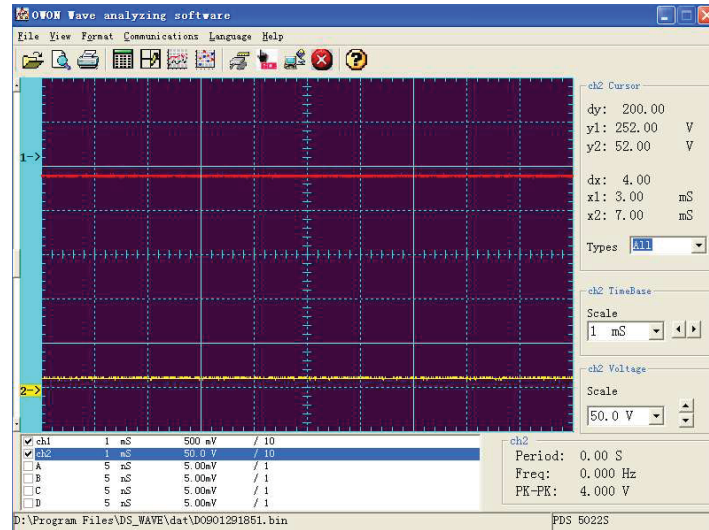 OWON Wave analyzing software
File View Format Communications Language Help
ch2 Cursor
dy: 200.00
y1: 252.00 V
y2: 52.00 V
dx: 4.00
x1: 3.00 mS
x2: 7.00 mS
Types All
1->
ch2 TimeBase
Scale
1 mS
ch2 Voltage
Scale
50.0 V
2->
ch1 1 mS 500 mV / 10
ch2 1 mS 50.0 V / 10
A 5 nS 5.00mV / 1
B 5 nS 5.00mV / 1
C 5 nS 5.00mV / 1
D 5 nS 5.00mV / 1
ch2
Period: 0.00 S
Freq: 0.000 Hz
PK-PK: 4.000 V
D:\Program Files\DS_WAVE\dat\D0901291851.bin
PDS 5022S